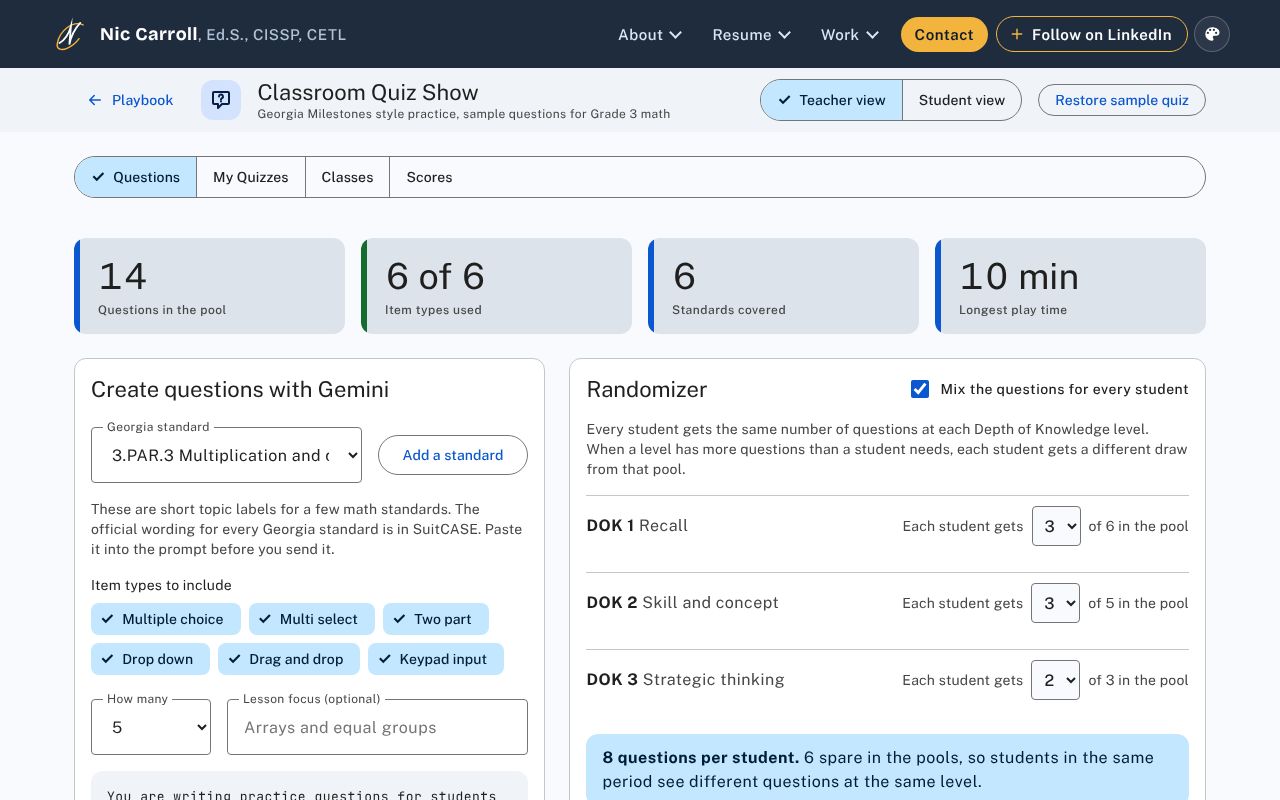 Nic Carroll, Ed.S., CISSP, CETL
About
Resume
Work
Contact
Follow on LinkedIn
Playbook
Classroom Quiz Show
Georgia Milestones style practice, sample questions for Grade 3 math
Teacher view
Student view
Restore sample quiz
Questions
My Quizzes
Classes
Scores
14
Questions in the pool
6 of 6
Item types used
6
Standards covered
10 min
Longest play time
Create questions with Gemini
Georgia standard
3.PAR.3 Multiplication and
Add a standard
These are short topic labels for a few math standards. The
official wording for every Georgia standard is in SuitCASE. Paste
it into the prompt before you send it.
Item types to include
Multiple choice
Multi select
Two part
Drop down
Drag and drop
Keypad input
How many
5
Lesson focus (optional)
Arrays and equal groups
You are writing practice questions for students
Randomizer
Mix the questions for every student
Every student gets the same number of questions at each Depth of Knowledge level.
When a level has more questions than a student needs, each student gets a different draw
from that pool.
DOK 1 Recall
Each student gets 3 of 6 in the pool
DOK 2 Skill and concept
Each student gets 3 of 5 in the pool
DOK 3 Strategic thinking
Each student gets 2 of 3 in the pool
8 questions per student. 6 spare in the pools, so students in the same
period see different questions at the same level.